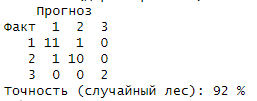 Прогноз
Факт 1 2 3
1 11 1 0
2 1 10 0
3 0 0 2
Точность (случайный лес): 92 %